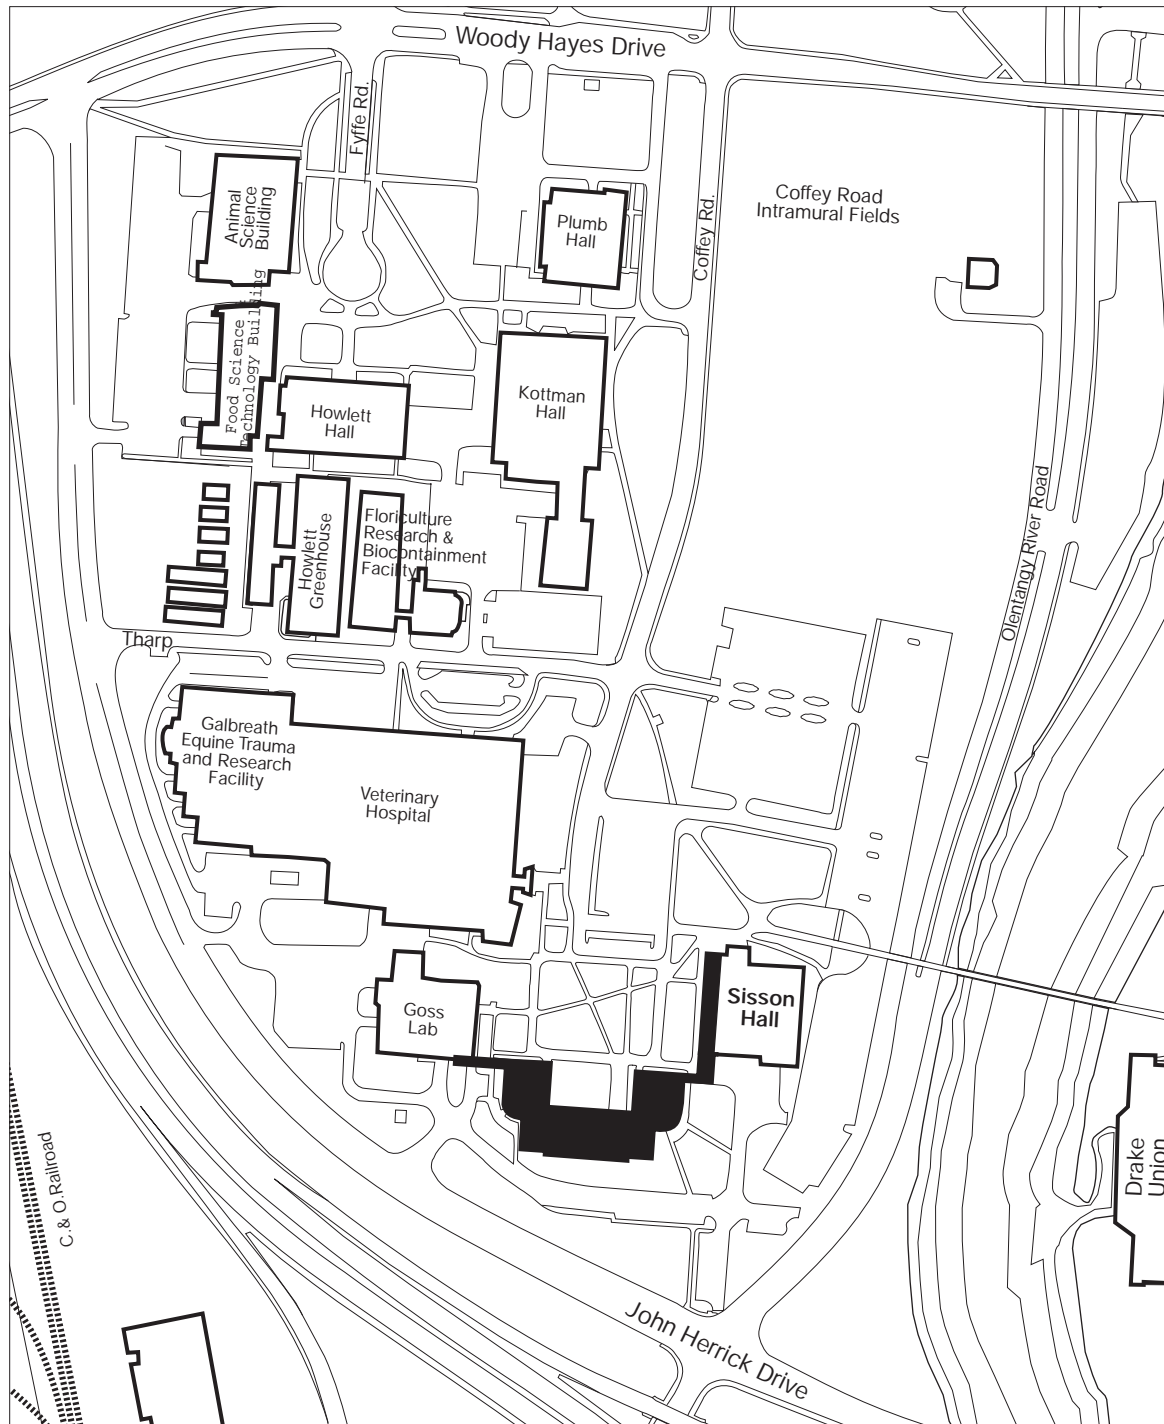 Woody Hayes Drive
Fyffe Rd.
Coffey Rd.
Animal
Science
Building
Plumb
Hall
Coffey Road
Intramural Fields
Food Science
Technology Building
Howlett
Hall
Kottman
Hall
Howlett
Greenhouse
Floriculture
Research &
Biocontainment
Facility
Olentangy River Road
Tharp
Galbreath
Equine Trauma
and Research
Facility
Veterinary
Hospital
Goss
Lab
Sisson
Hall
Drake
Union
C.& O.Railroad
John Herrick Drive